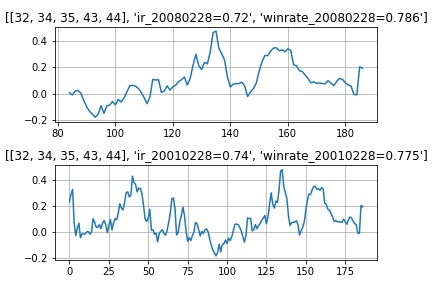 [[32, 34, 35, 43, 44], 'ir_20080228=0.72', 'winrate_20080228=0.786']
0.4
0.2
0.0
−0.2
80 100 120 140 160 180
[[32, 34, 35, 43, 44], 'ir_20010228=0.74', 'winrate_20010228=0.775']
0.4
0.2
0.0
−0.2
0 25 50 75 100 125 150 175